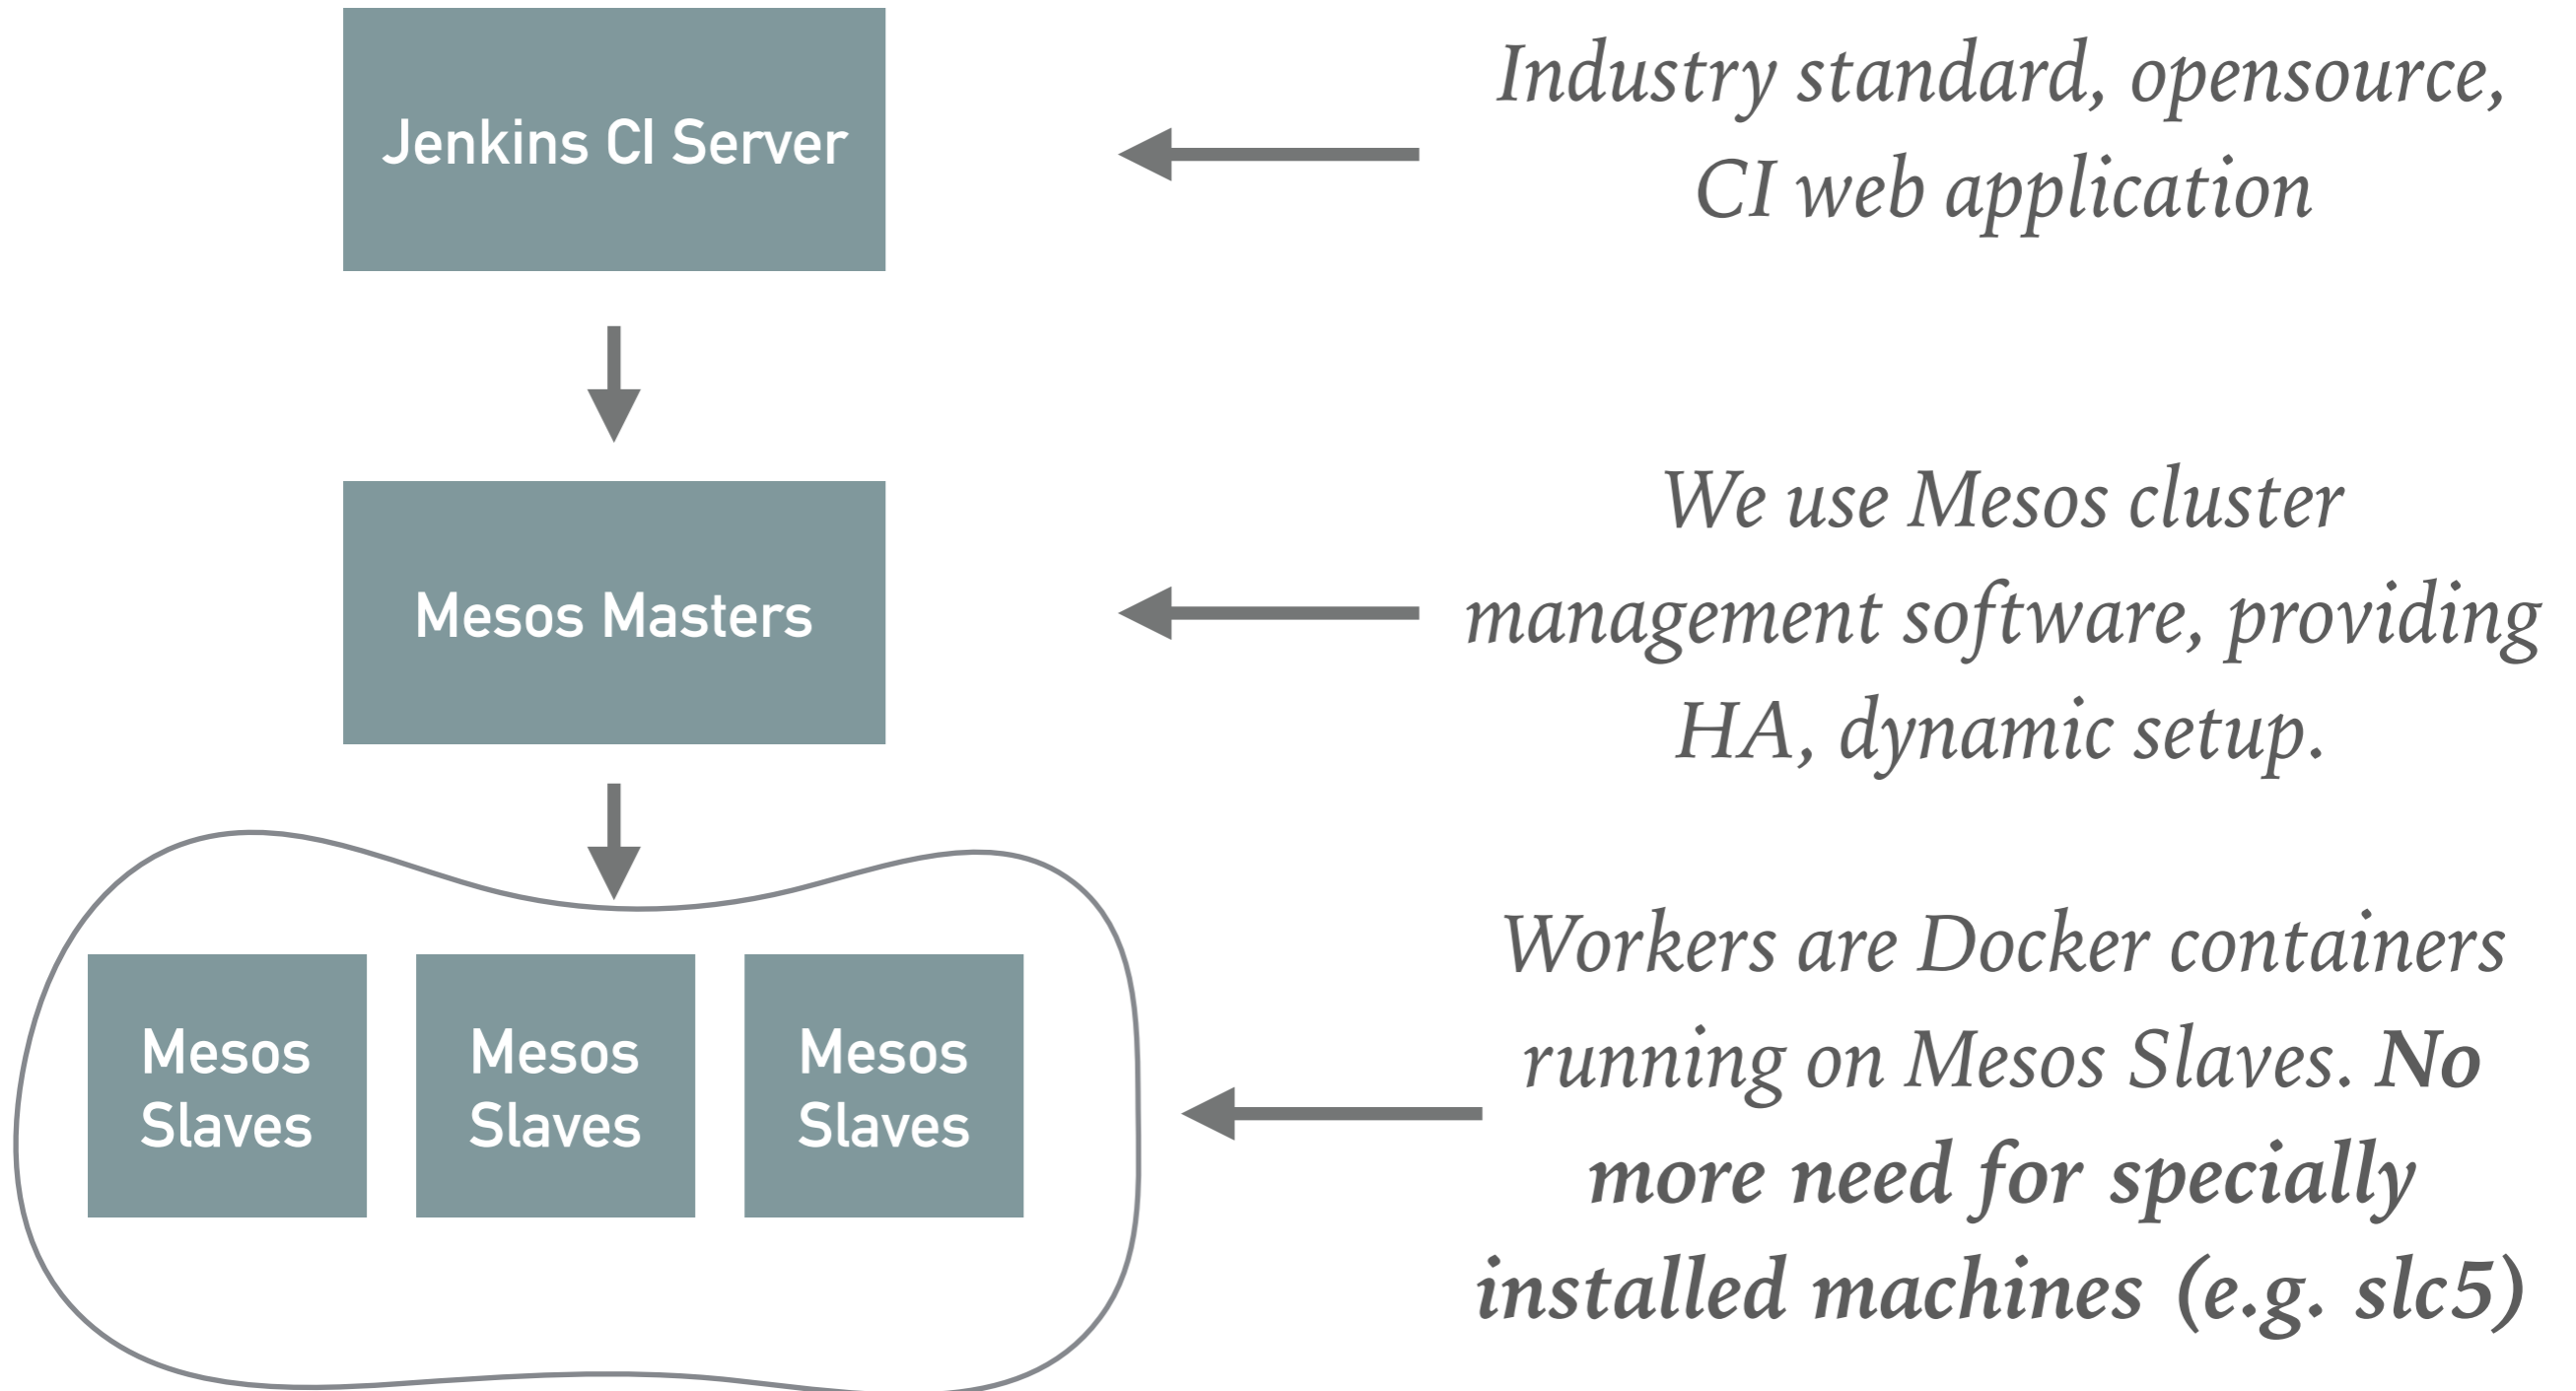 Jenkins CI Server
Industry standard, opensource,
CI web application
Mesos Masters
We use Mesos cluster
management software, providing
HA, dynamic setup.
Mesos
Slaves
Mesos
Slaves
Mesos
Slaves
Workers are Docker containers
running on Mesos Slaves. No
more need for specially
installed machines (e.g. slc5)